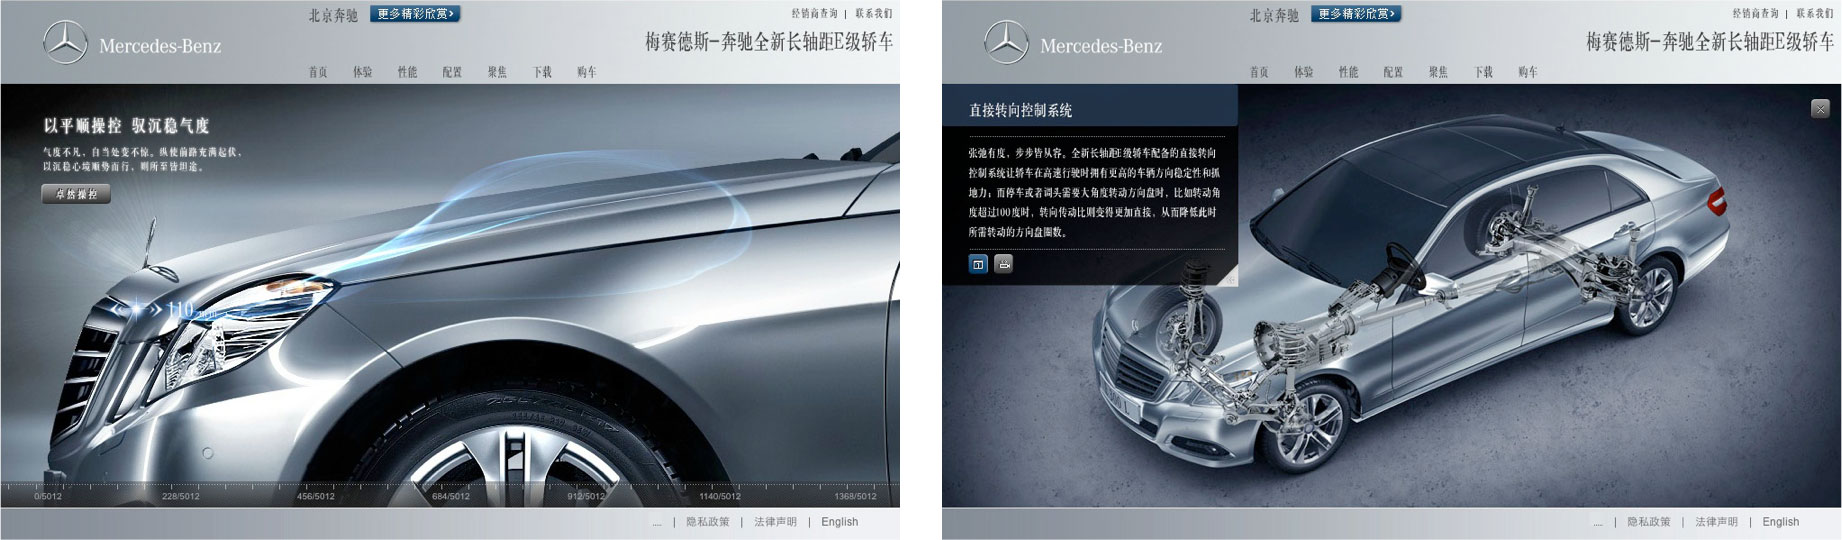 北京奔驰 更多精彩欣赏>
经销商查询 | 联系我们
Mercedes-Benz
梅赛德斯-奔驰全新长轴距E级轿车
首页 体验 性能 配置 聚焦 下载 购车
以平顺操控 驭沉稳气度
气度不凡，自当处变不惊。纵使前路充满起伏，
以沉稳心境顺势而行，则所至皆坦途。
卓然操控
110 mm
0/5012 228/5012 456/5012 684/5012 912/5012 1140/5012 1368/5012
.... | 隐私政策 | 法律声明 | English
北京奔驰 更多精彩欣赏>
经销商查询 | 联系我们
Mercedes-Benz
梅赛德斯-奔驰全新长轴距E级轿车
首页 体验 性能 配置 聚焦 下载 购车
直接转向控制系统
张弛有度，步步皆从容。全新长轴距E级轿车配备的直接转向
控制系统让轿车在高速行驶时拥有更高的车辆方向稳定性和抓
地力；而停车或者调头需要大角度转动方向盘时，比如转动角
度超过100度时，转向传动比则变得更加直接，从而降低此时
所需转动的方向盘圈数。
.... | 隐私政策 | 法律声明 | English